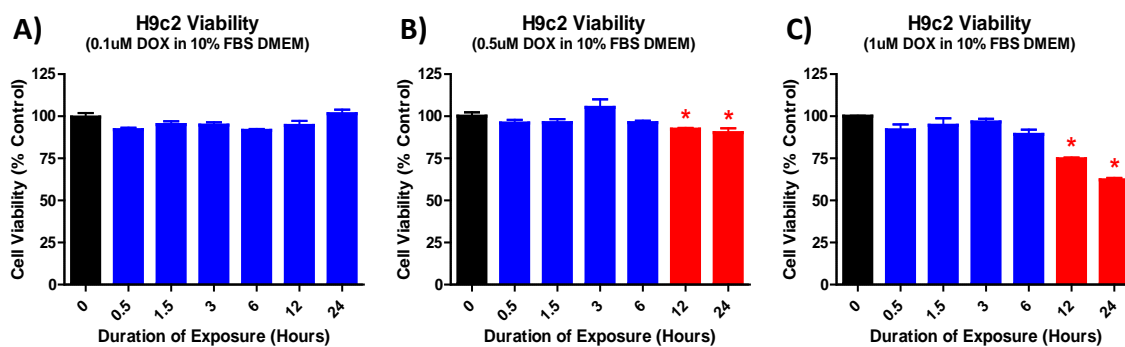 A)
H9c2 Viability
(0.1uM DOX in 10% FBS DMEM)
Cell Viability (% Control)
125
100
75
50
25
0
0 0.5 1.5 3 6 12 24
Duration of Exposure (Hours)
B)
H9c2 Viability
(0.5uM DOX in 10% FBS DMEM)
Cell Viability (% Control)
125
100
75
50
25
0
* *
0 0.5 1.5 3 6 12 24
Duration of Exposure (Hours)
C)
H9c2 Viability
(1uM DOX in 10% FBS DMEM)
Cell Viability (% Control)
125
100
75
50
25
0
* *
0 0.5 1.5 3 6 12 24
Duration of Exposure (Hours)